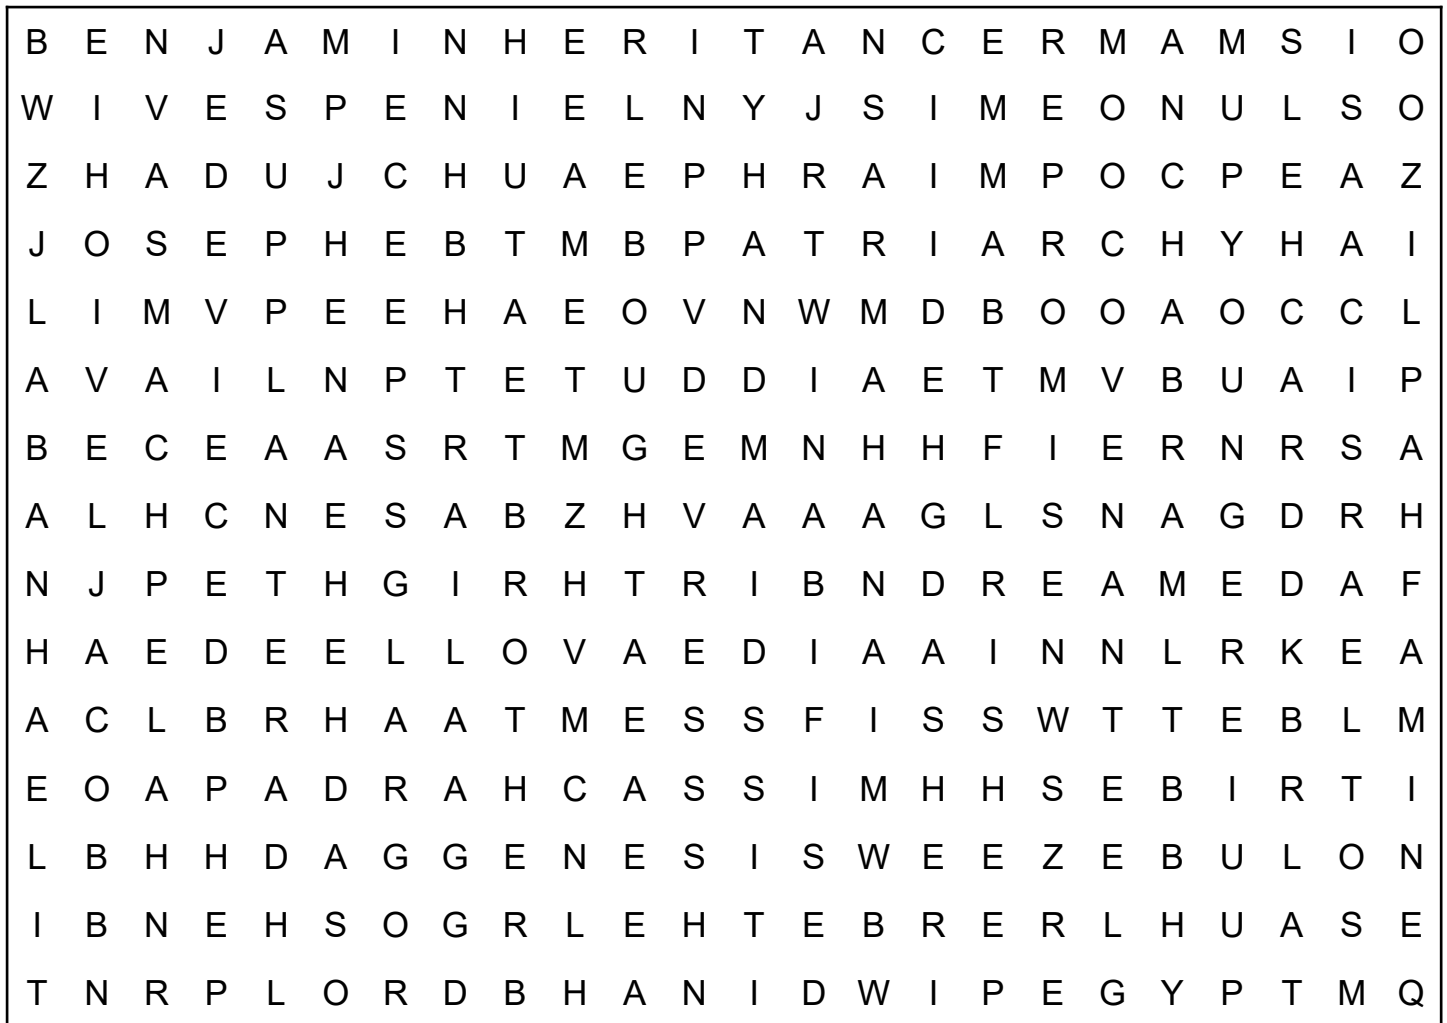 B E N J A M I N H E R I T A N C E R M A M S I O
W I V E S P E N I E L N Y J S I M E O N U L S O
Z H A D U J C H U A E P H R A I M P O C P E A Z
J O S E P H E B T M B P A T R I A R C H Y H A I
L I M V P E E H A E O V N W M D B O O A O C C L
A V A I L N P T E T U D D I A E T M V B U A I P
B E C E A A S R T M G E M N H H F I E R N R S A
A L H C N E S A B Z H V A A A G L S N A G D R H
N J P E T H G I R H T R I B N D R E A M E D A F
H A E D E E L L O V A E D I A A I N N L R K E A
A C L B R H A A T M E S S F I S S W T T E B L M
E O A P A D R A H C A S S I M H H S E B I R T I
L B H H D A G G E N E S I S W E E Z E B U L O N
I B N E H S O G R L E H T E B R E R L H U A S E
T N R P L O R D B H A N I D W I P E G Y P T M Q